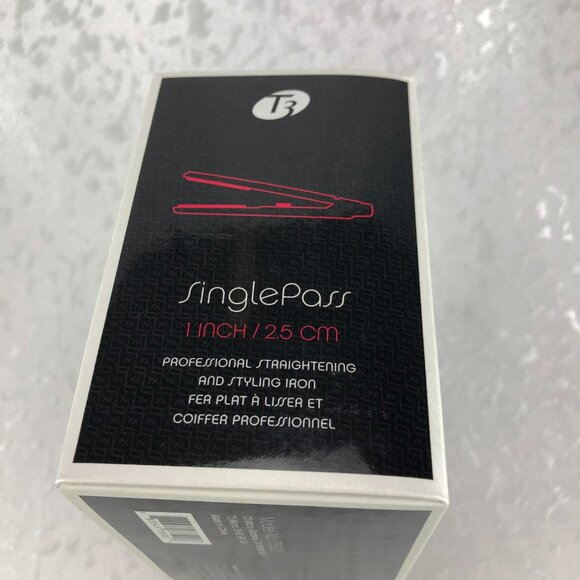 T3
SinglePass
1 INCH / 2.5 CM
PROFESSIONAL STRAIGHTENING
AND STYLING IRON
FER PLAT À LISSER ET
COIFFER PROFESSIONNEL